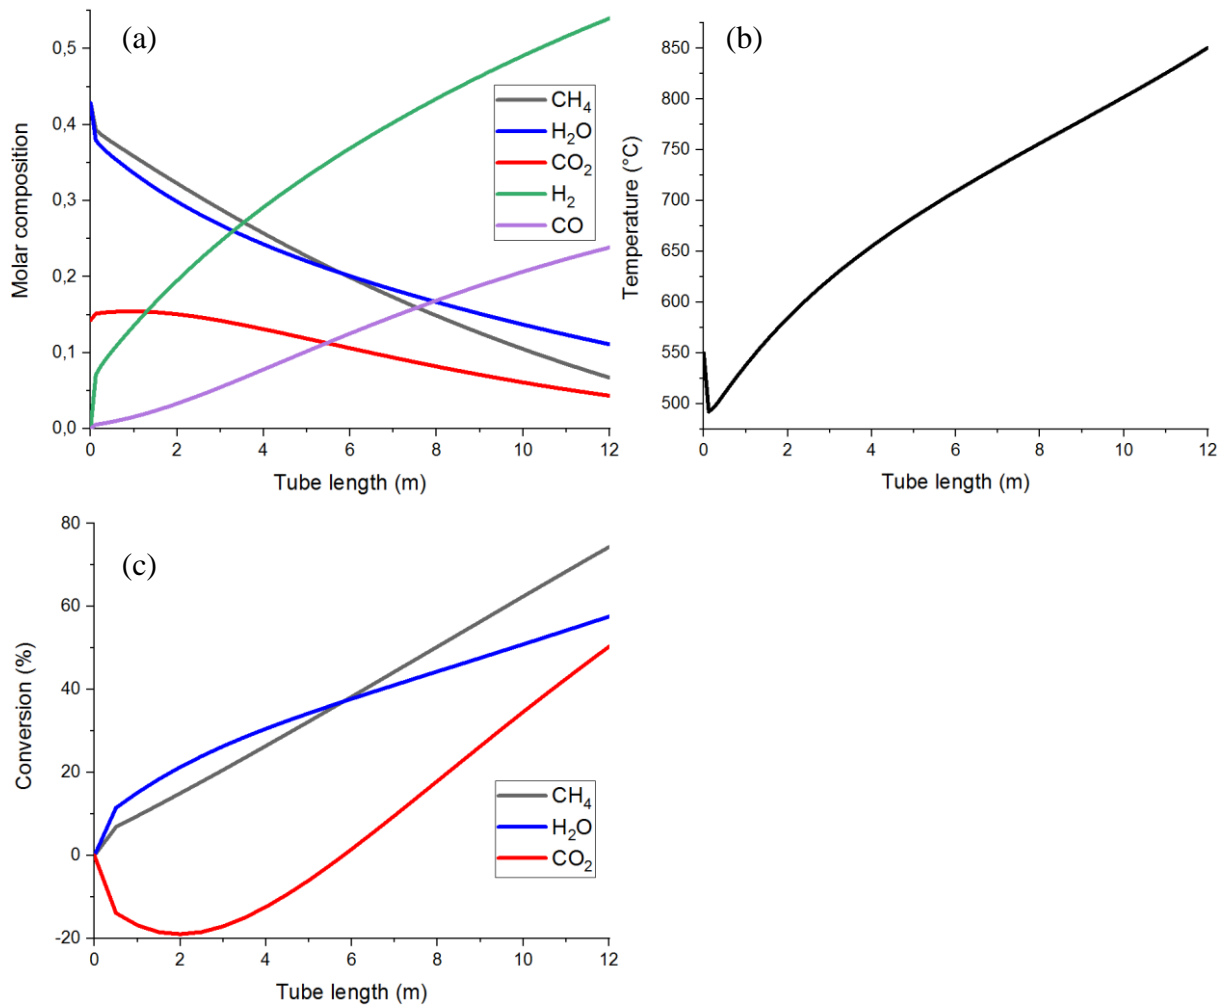 (a)
0,5
0,4
0,3
0,2
0,1
0,0
Molar composition
CH4
H2O
CO2
H2
CO
0 2 4 6 8 10 12
Tube length (m)
(b)
850
800
750
700
650
600
550
500
Temperature (°C)
0 2 4 6 8 10 12
Tube length (m)
(c)
80
60
40
20
0
-20
Conversion (%)
CH4
H2O
CO2
0 2 4 6 8 10 12
Tube length (m)